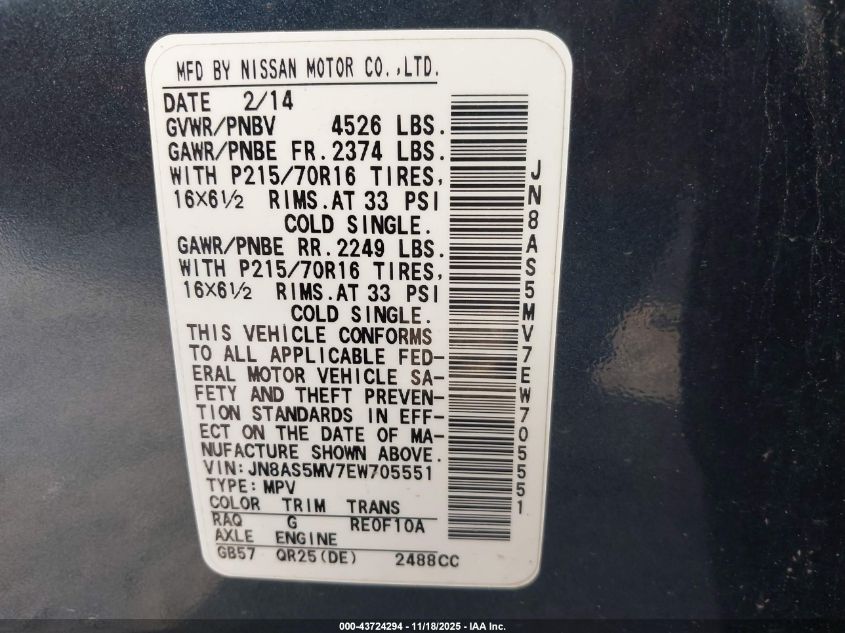 MFD BY NISSAN MOTOR CO.,LTD.
DATE 2/14
GVWR/PNBV 4526 LBS.
GAWR/PNBE FR.2374 LBS.
WITH P215/70R16 TIRES,
16×6½ RIMS.AT 33 PSI
COLD SINGLE.
GAWR/PNBE RR.2249 LBS.
WITH P215/70R16 TIRES,
16×6½ RIMS.AT 33 PSI
COLD SINGLE.
THIS VEHICLE CONFORMS
TO ALL APPLICABLE FED-
ERAL MOTOR VEHICLE SA-
FETY AND THEFT PREVEN-
TION STANDARDS IN EFF-
ECT ON THE DATE OF MA-
NUFACTURE SHOWN ABOVE.
VIN:JN8AS5MV7EW705551
TYPE:MPV
COLOR TRIM TRANS
RAQ G RE0F10A
AXLE ENGINE
GB57 QR25(DE) 2488CC
JN8AS5MV7EW705551
000-43724294 - 11/18/2025 - IAA Inc.